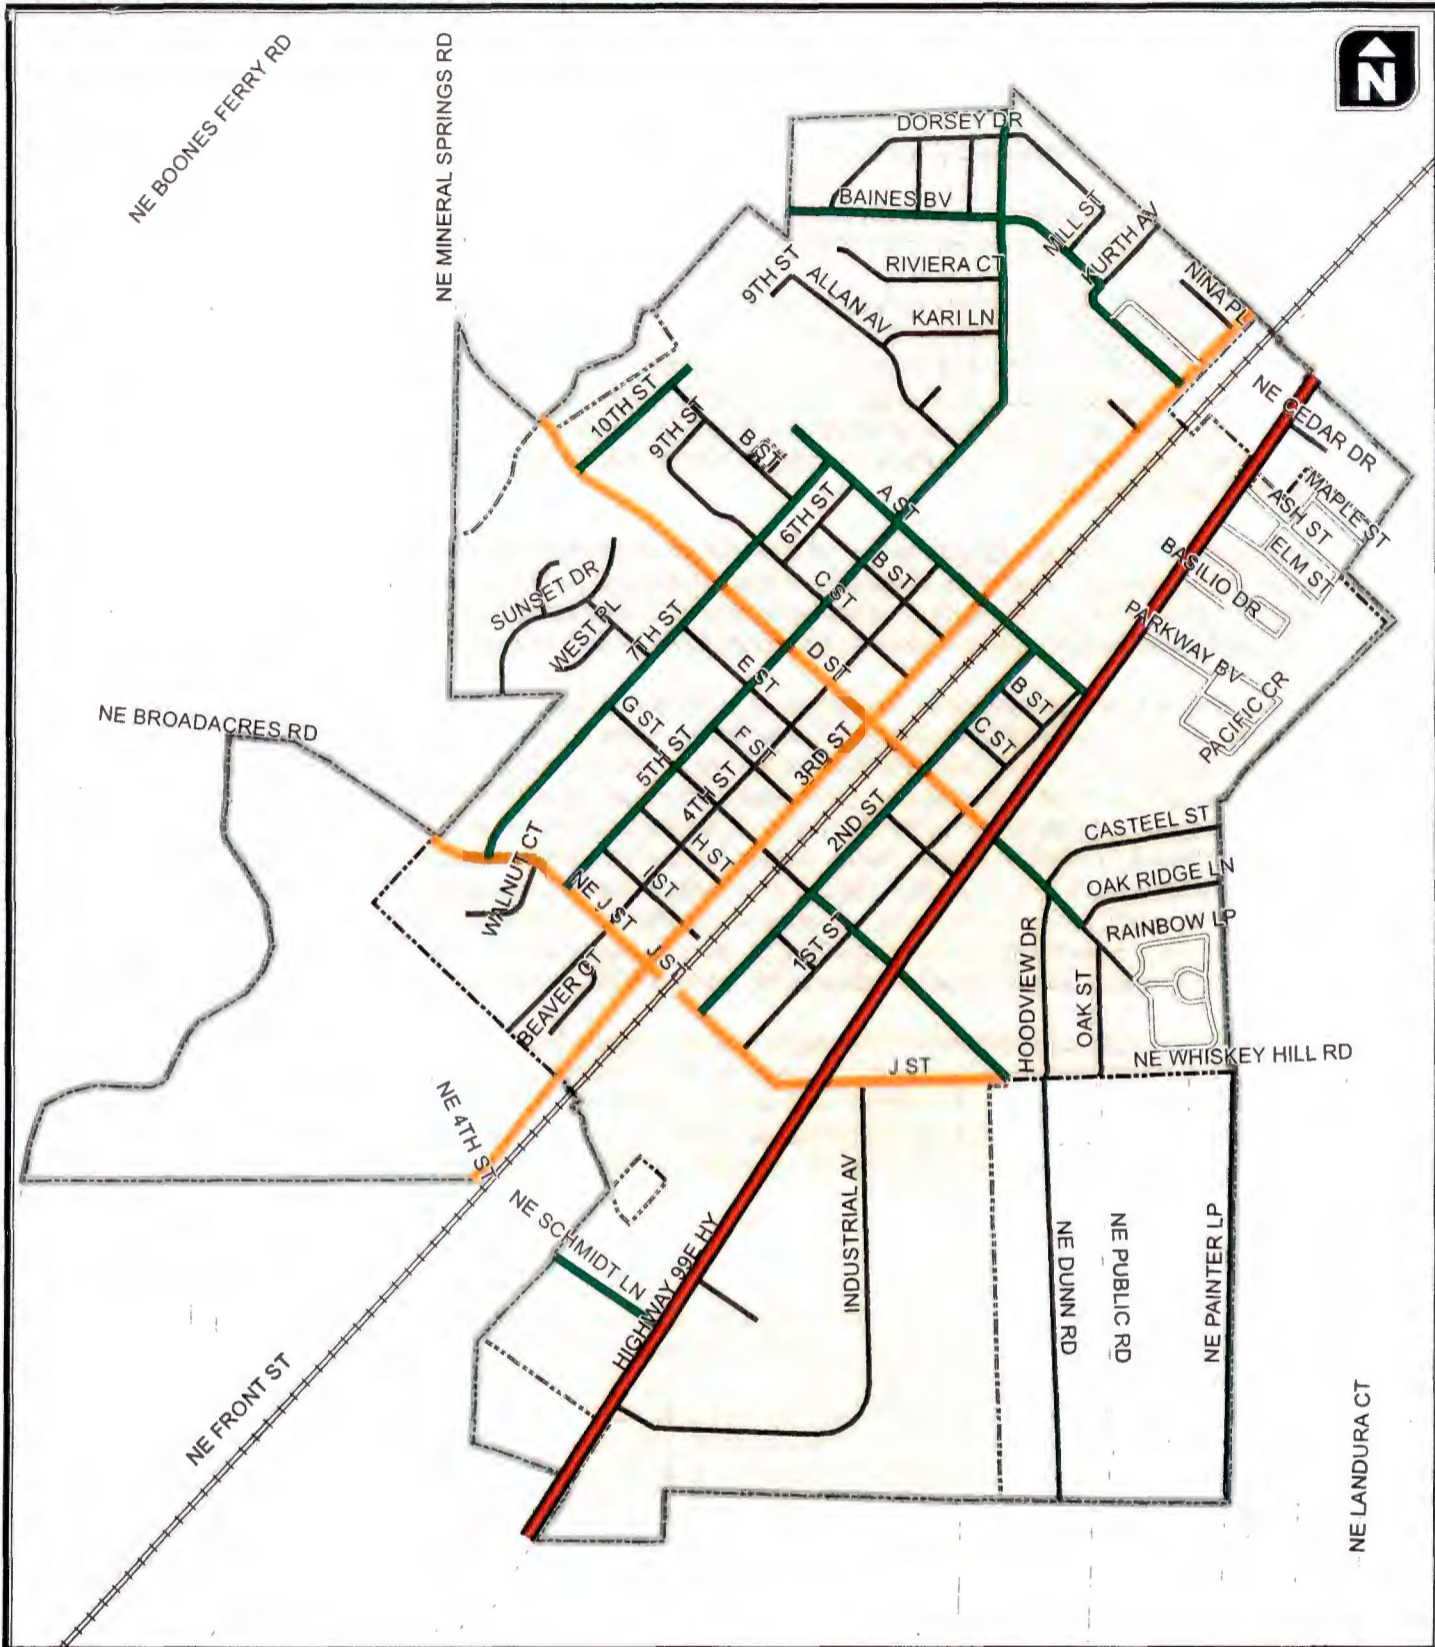 NE BOONES FERRY RD
NE MINERAL SPRINGS RD
N
DORSEY DR
BAINES BV
MILL ST
KURTH AV
NINA PL
9TH ST
ALLAN AV
RIVIERA CT
KARI LN
NE CEDAR DR
10TH ST
9TH ST
B ST
MAPLE ST
ASH ST
ELM ST
A ST
6TH ST
B ST
C ST
BASILIO DR
PARKWAY BV
PACIFIC CR
SUNSET DR
WEST PL
7TH ST
D ST
E ST
B ST
C ST
G ST
F ST
5TH ST
3RD ST
4TH ST
2ND ST
NE BROADACRES RD
H ST
I ST
CASTEEL ST
OAK RIDGE LN
RAINBOW LP
WALNUT CT
NE J ST
J ST
1ST ST
HOODVIEW DR
OAK ST
BEAVER CT
NE WHISKEY HILL RD
J ST
NE 4TH ST
NE SCHMIDT LN
HIGHWAY 99E HY
INDUSTRIAL AV
NE DUNN RD
NE PUBLIC RD
NE PAINTER LP
NE FRONT ST
NE LANDURA CT